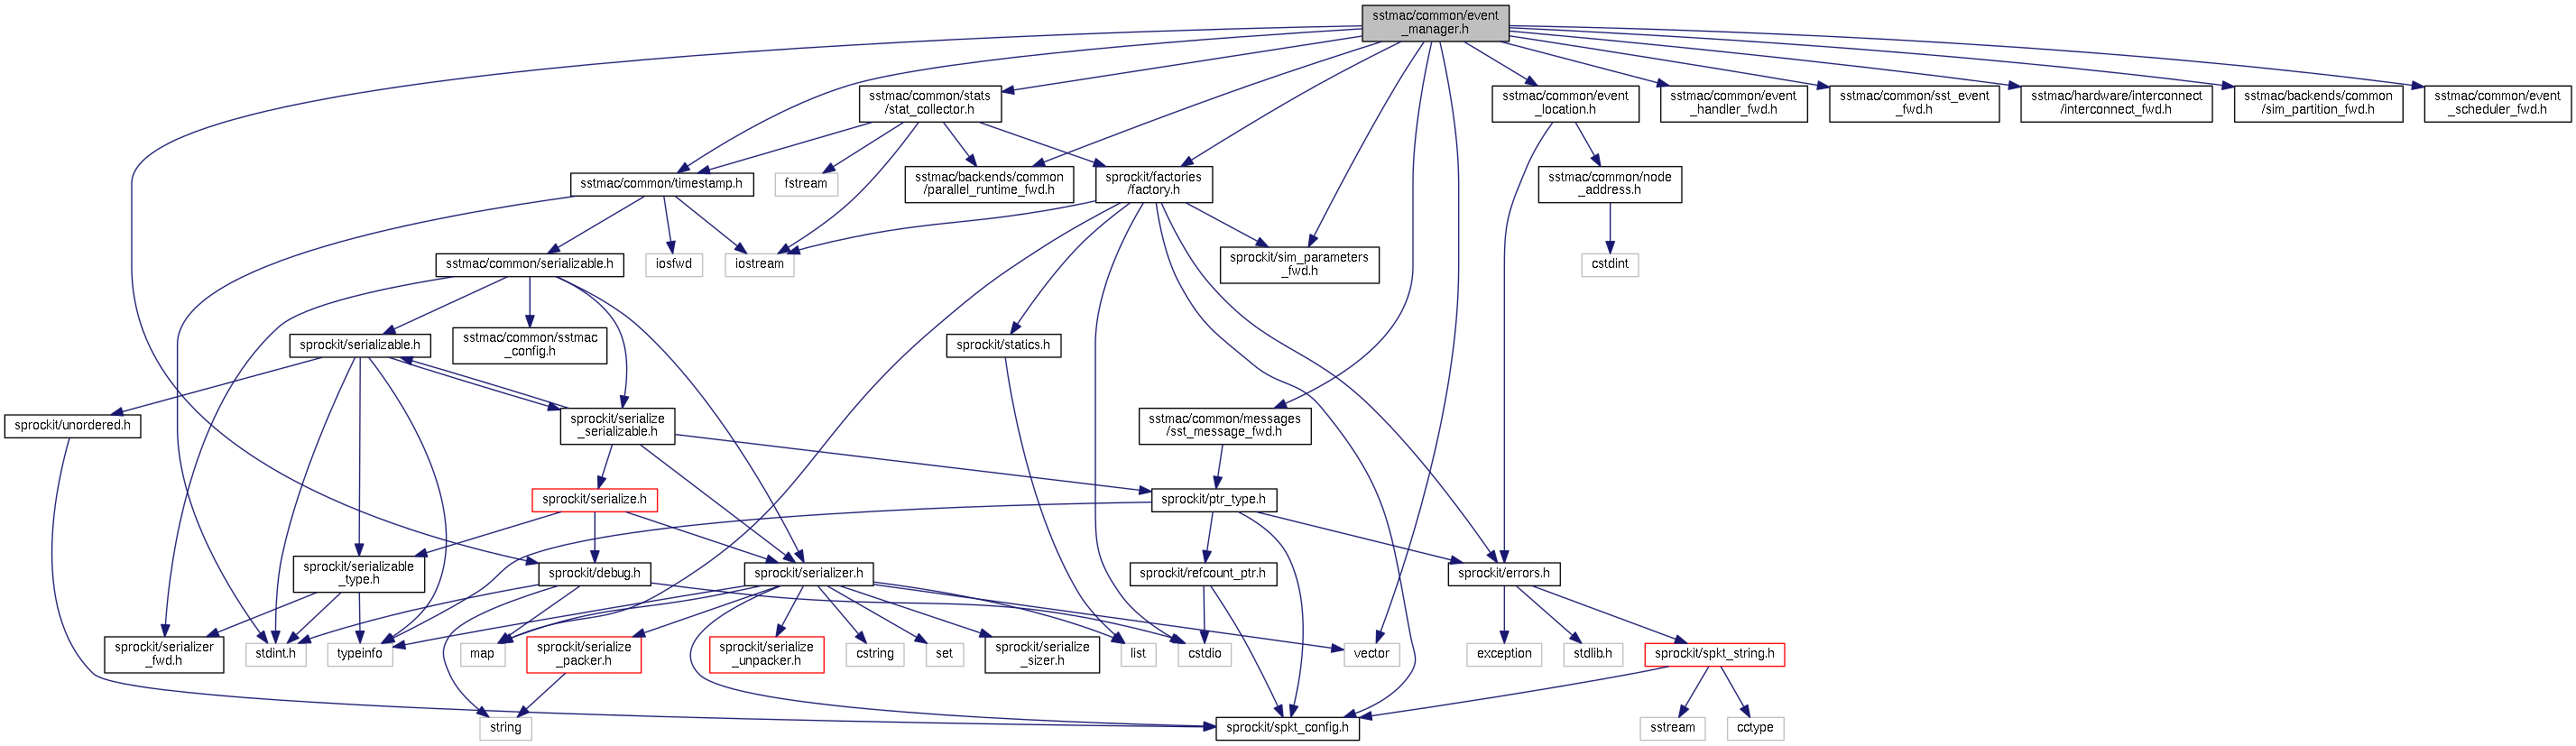 sstmac/common/event
_manager.h
sstmac/common/stats
/stat_collector.h
sstmac/common/event
_location.h
sstmac/common/event
_handler_fwd.h
sstmac/common/sst_event
_fwd.h
sstmac/hardware/interconnect
/interconnect_fwd.h
sstmac/backends/common
/sim_partition_fwd.h
sstmac/common/event
_scheduler_fwd.h
sstmac/common/timestamp.h
fstream
sstmac/backends/common
/parallel_runtime_fwd.h
sprockit/factories
/factory.h
sstmac/common/node
_address.h
sstmac/common/serializable.h
iosfwd
iostream
sprockit/sim_parameters
_fwd.h
cstdint
sprockit/serializable.h
sstmac/common/sstmac
_config.h
sprockit/statics.h
sprockit/unordered.h
sprockit/serialize
_serializable.h
sstmac/common/messages
/sst_message_fwd.h
sprockit/serialize.h
sprockit/ptr_type.h
sprockit/serializable
_type.h
sprockit/debug.h
sprockit/serializer.h
sprockit/refcount_ptr.h
sprockit/errors.h
sprockit/serializer
_fwd.h
stdint.h
typeinfo
map
sprockit/serialize
_packer.h
sprockit/serialize
_unpacker.h
cstring
set
sprockit/serialize
_sizer.h
list
cstdio
vector
exception
stdlib.h
sprockit/spkt_string.h
string
sprockit/spkt_config.h
sstream
cctype